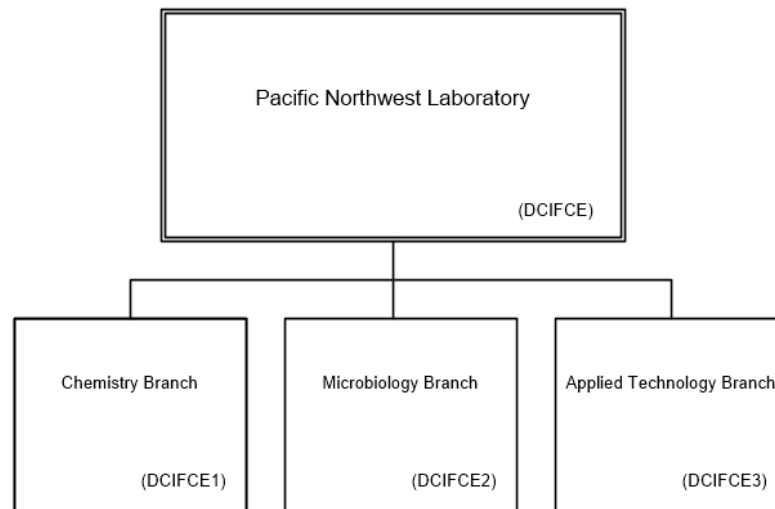 Pacific Northwest Laboratory
(DCIFCE)
Chemistry Branch
Microbiology Branch
Applied Technology Branch
(DCIFCE1)
(DCIFCE2)
(DCIFCE3)